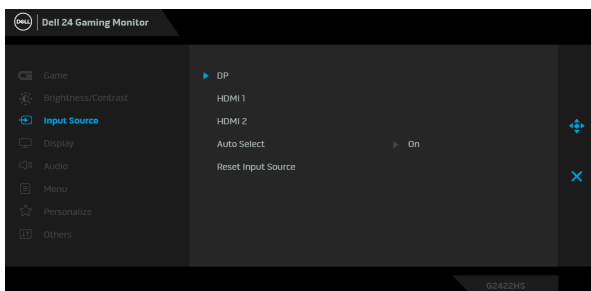 DELL Dell 24 Gaming Monitor
Game
Brightness/Contrast
Input Source
Display
Audio
Menu
Personalize
Others
DP
HDMI 1
HDMI 2
Auto Select On
Reset Input Source
G2422HS